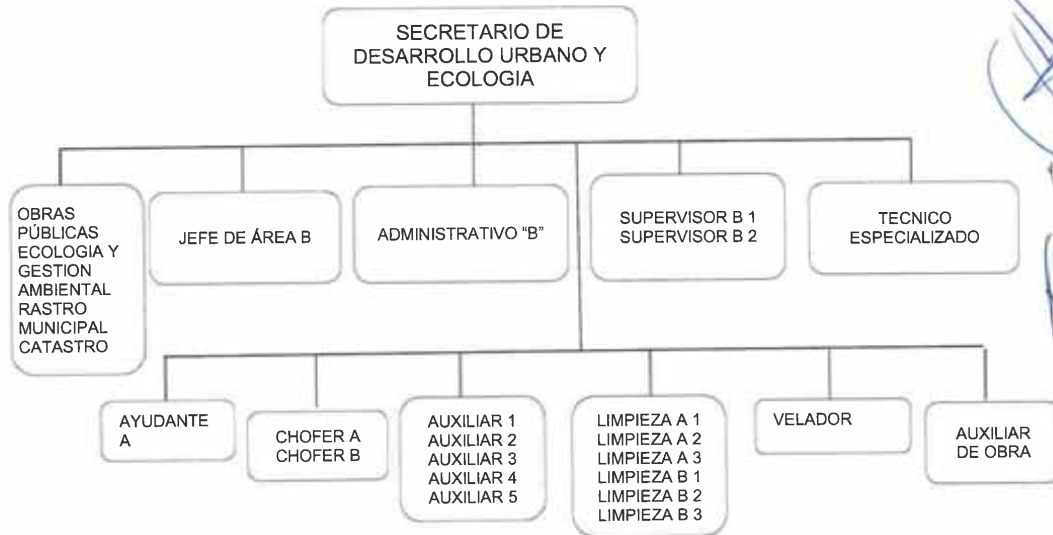 SECRETARIO DE
DESARROLLO URBANO Y
ECOLOGIA
OBRAS
PÚBLICAS
ECOLOGIA Y
GESTION
AMBIENTAL
RASTRO
MUNICIPAL
CATASTRO
JEFE DE ÁREA B
ADMINISTRATIVO "B"
SUPERVISOR B 1
SUPERVISOR B 2
TECNICO
ESPECIALIZADO
AYUDANTE
A
CHOFER A
CHOFER B
AUXILIAR 1
AUXILIAR 2
AUXILIAR 3
AUXILIAR 4
AUXILIAR 5
LIMPIEZA A 1
LIMPIEZA A 2
LIMPIEZA A 3
LIMPIEZA B 1
LIMPIEZA B 2
LIMPIEZA B 3
VELADOR
AUXILIAR
DE OBRA